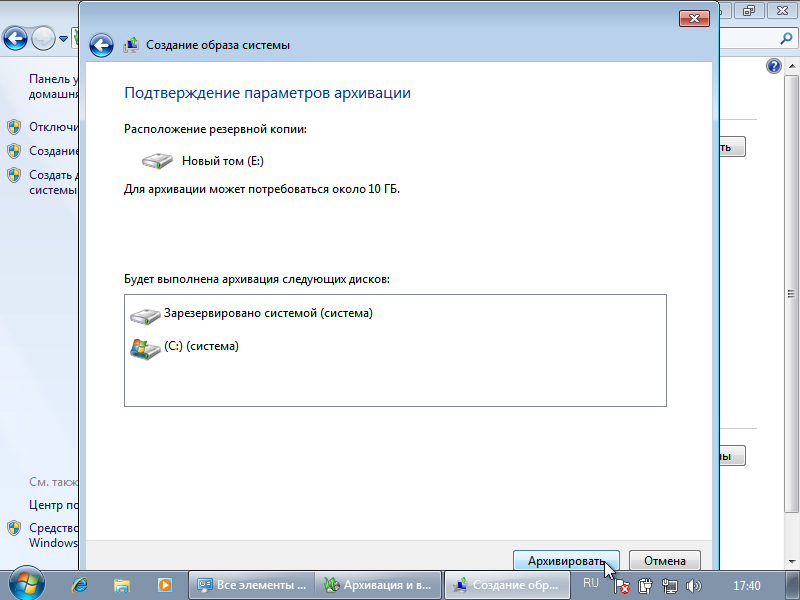 Создание образа системы
Панель у
домашня
Отключи
Создание
Создать д
системы
Подтверждение параметров архивации
Расположение резервной копии:
Новый том (E:)
Для архивации может потребоваться около 10 ГБ.
Будет выполнена архивация следующих дисков:
Зарезервировано системой (система)
(C:) (система)
ть
лы
См. такж
Центр по
Средство
Windows
Архивировать
Отмена
Все элементы ...
Архивация и в...
Создание обр...
RU
17:40